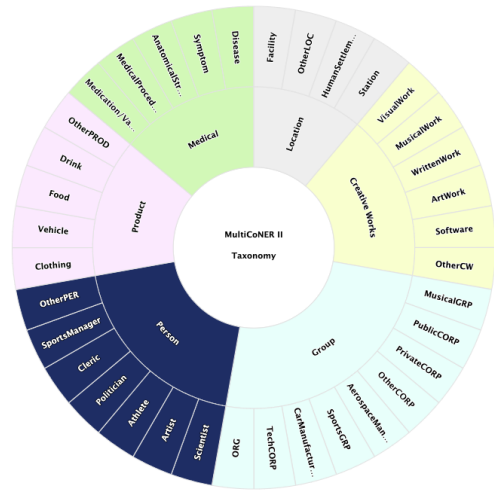 MultiCoNER II
Taxonomy
Location
Facility
OtherLOC
HumanSettlem...
Station
Creative Works
VisualWork
MusicalWork
WrittenWork
ArtWork
Software
OtherCW
Group
MusicalGRP
PublicCORP
PrivateCORP
OtherCORP
AerospaceMan...
SportsGRP
CarManufactur...
TechCORP
ORG
Person
Scientist
Artist
Athlete
Politician
Cleric
SportsManager
OtherPER
Product
Clothing
Vehicle
Food
Drink
OtherPROD
Medical
Medication/Va...
MedicalProced...
AnatomicalStr...
Symptom
Disease